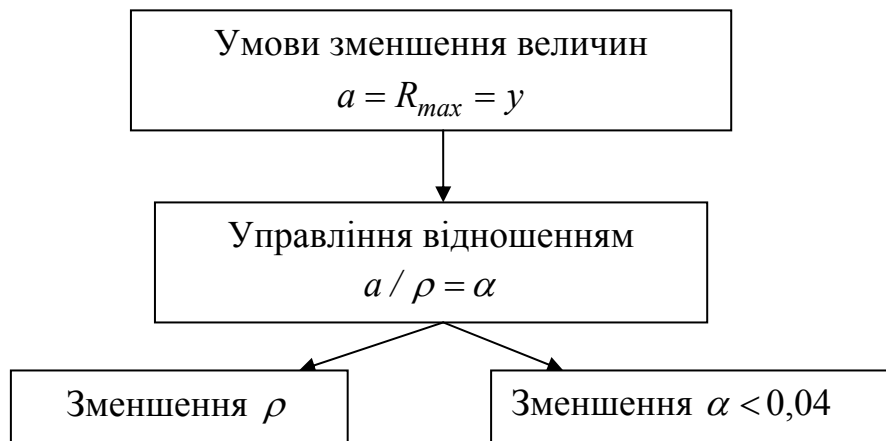 Умови зменшення величин
a = R_max = y
Управління відношенням
a / ρ = α
Зменшення ρ
Зменшення α < 0,04